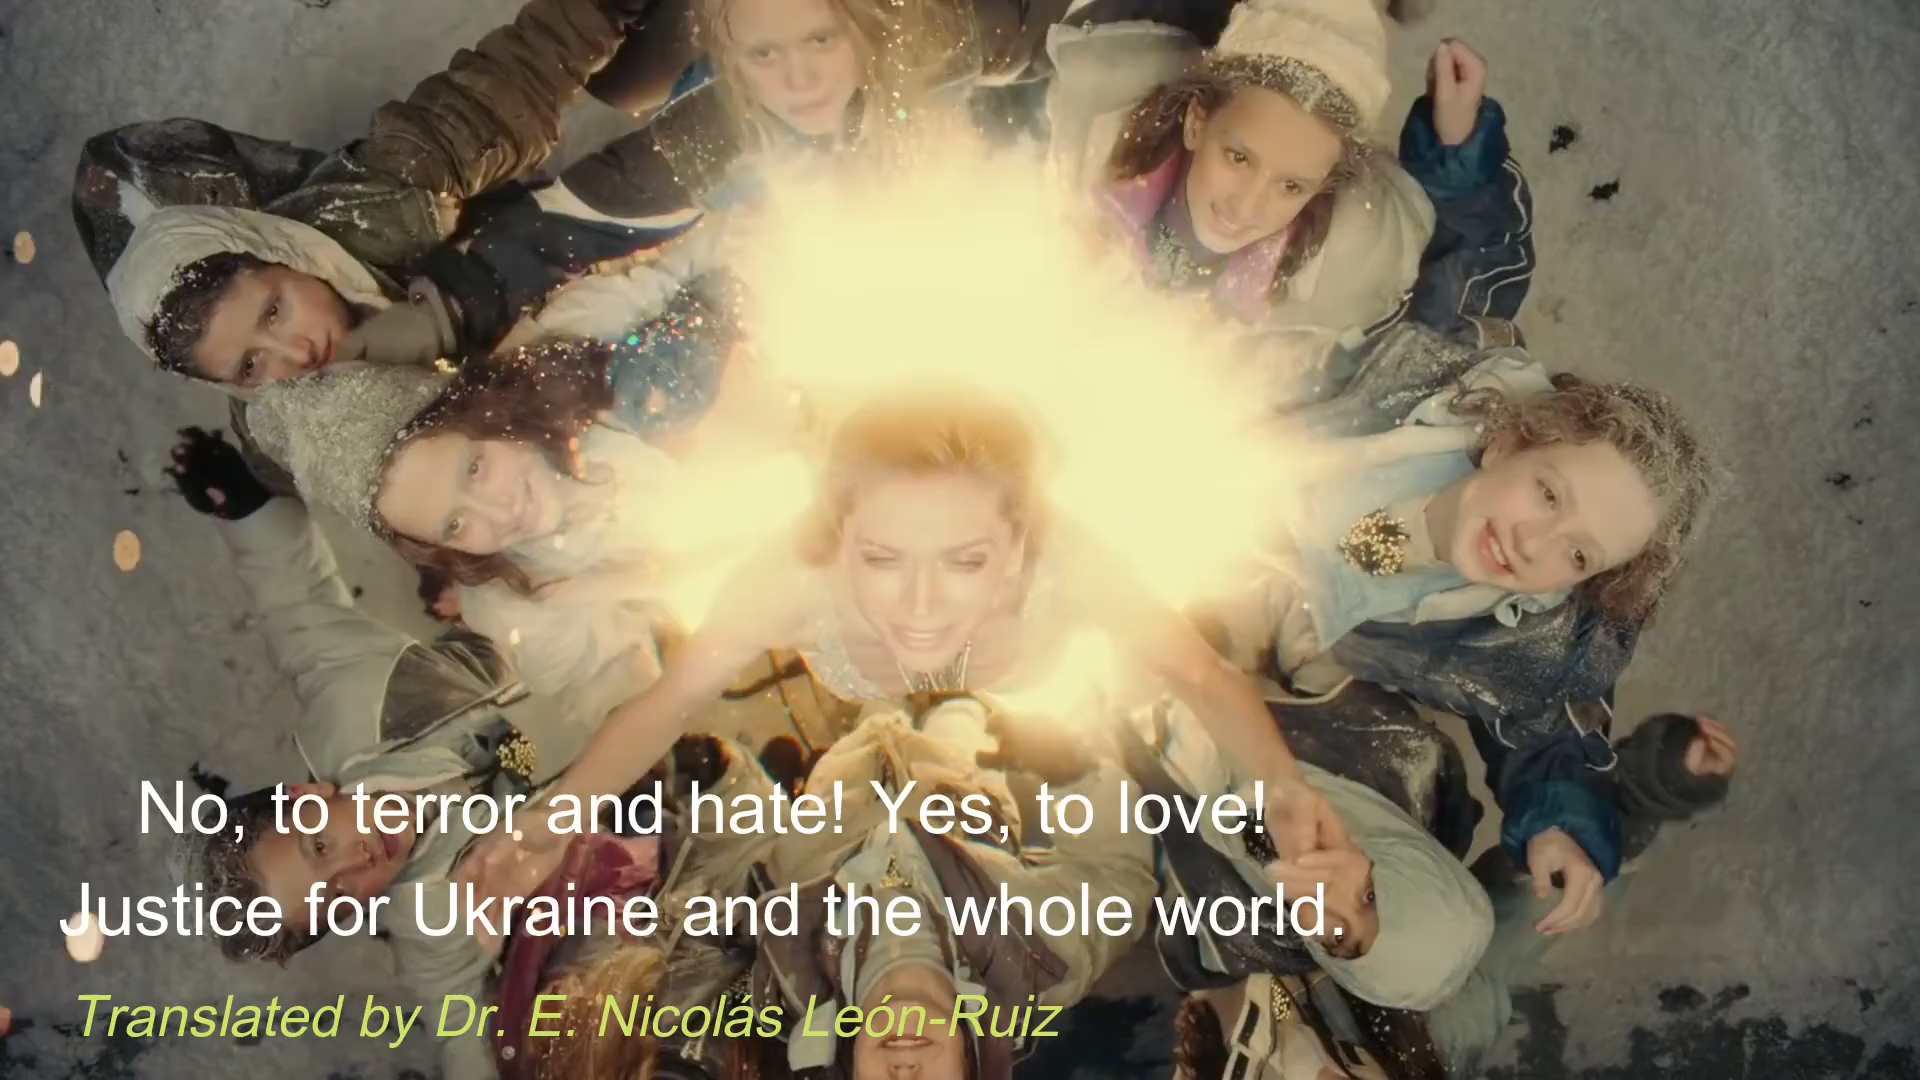 No, to terror and hate! Yes, to love!
Justice for Ukraine and the whole world.
Translated by Dr. E. Nicolás León-Ruiz